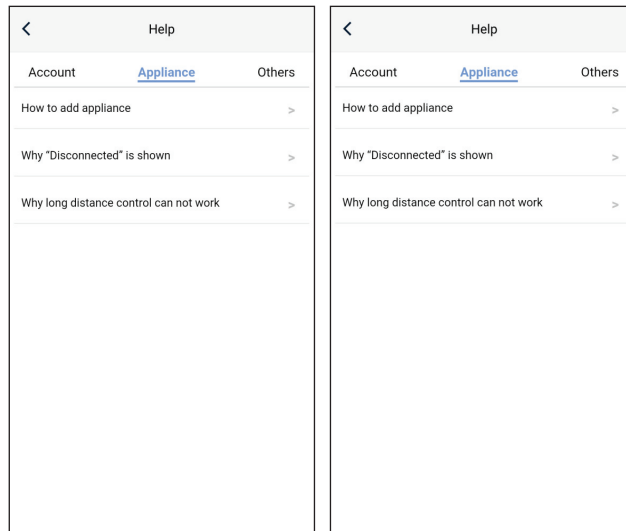 Help
Account Appliance Others
How to add appliance >
Why “Disconnected” is shown >
Why long distance control can not work >
Help
Account Appliance Others
How to add appliance >
Why “Disconnected” is shown >
Why long distance control can not work >